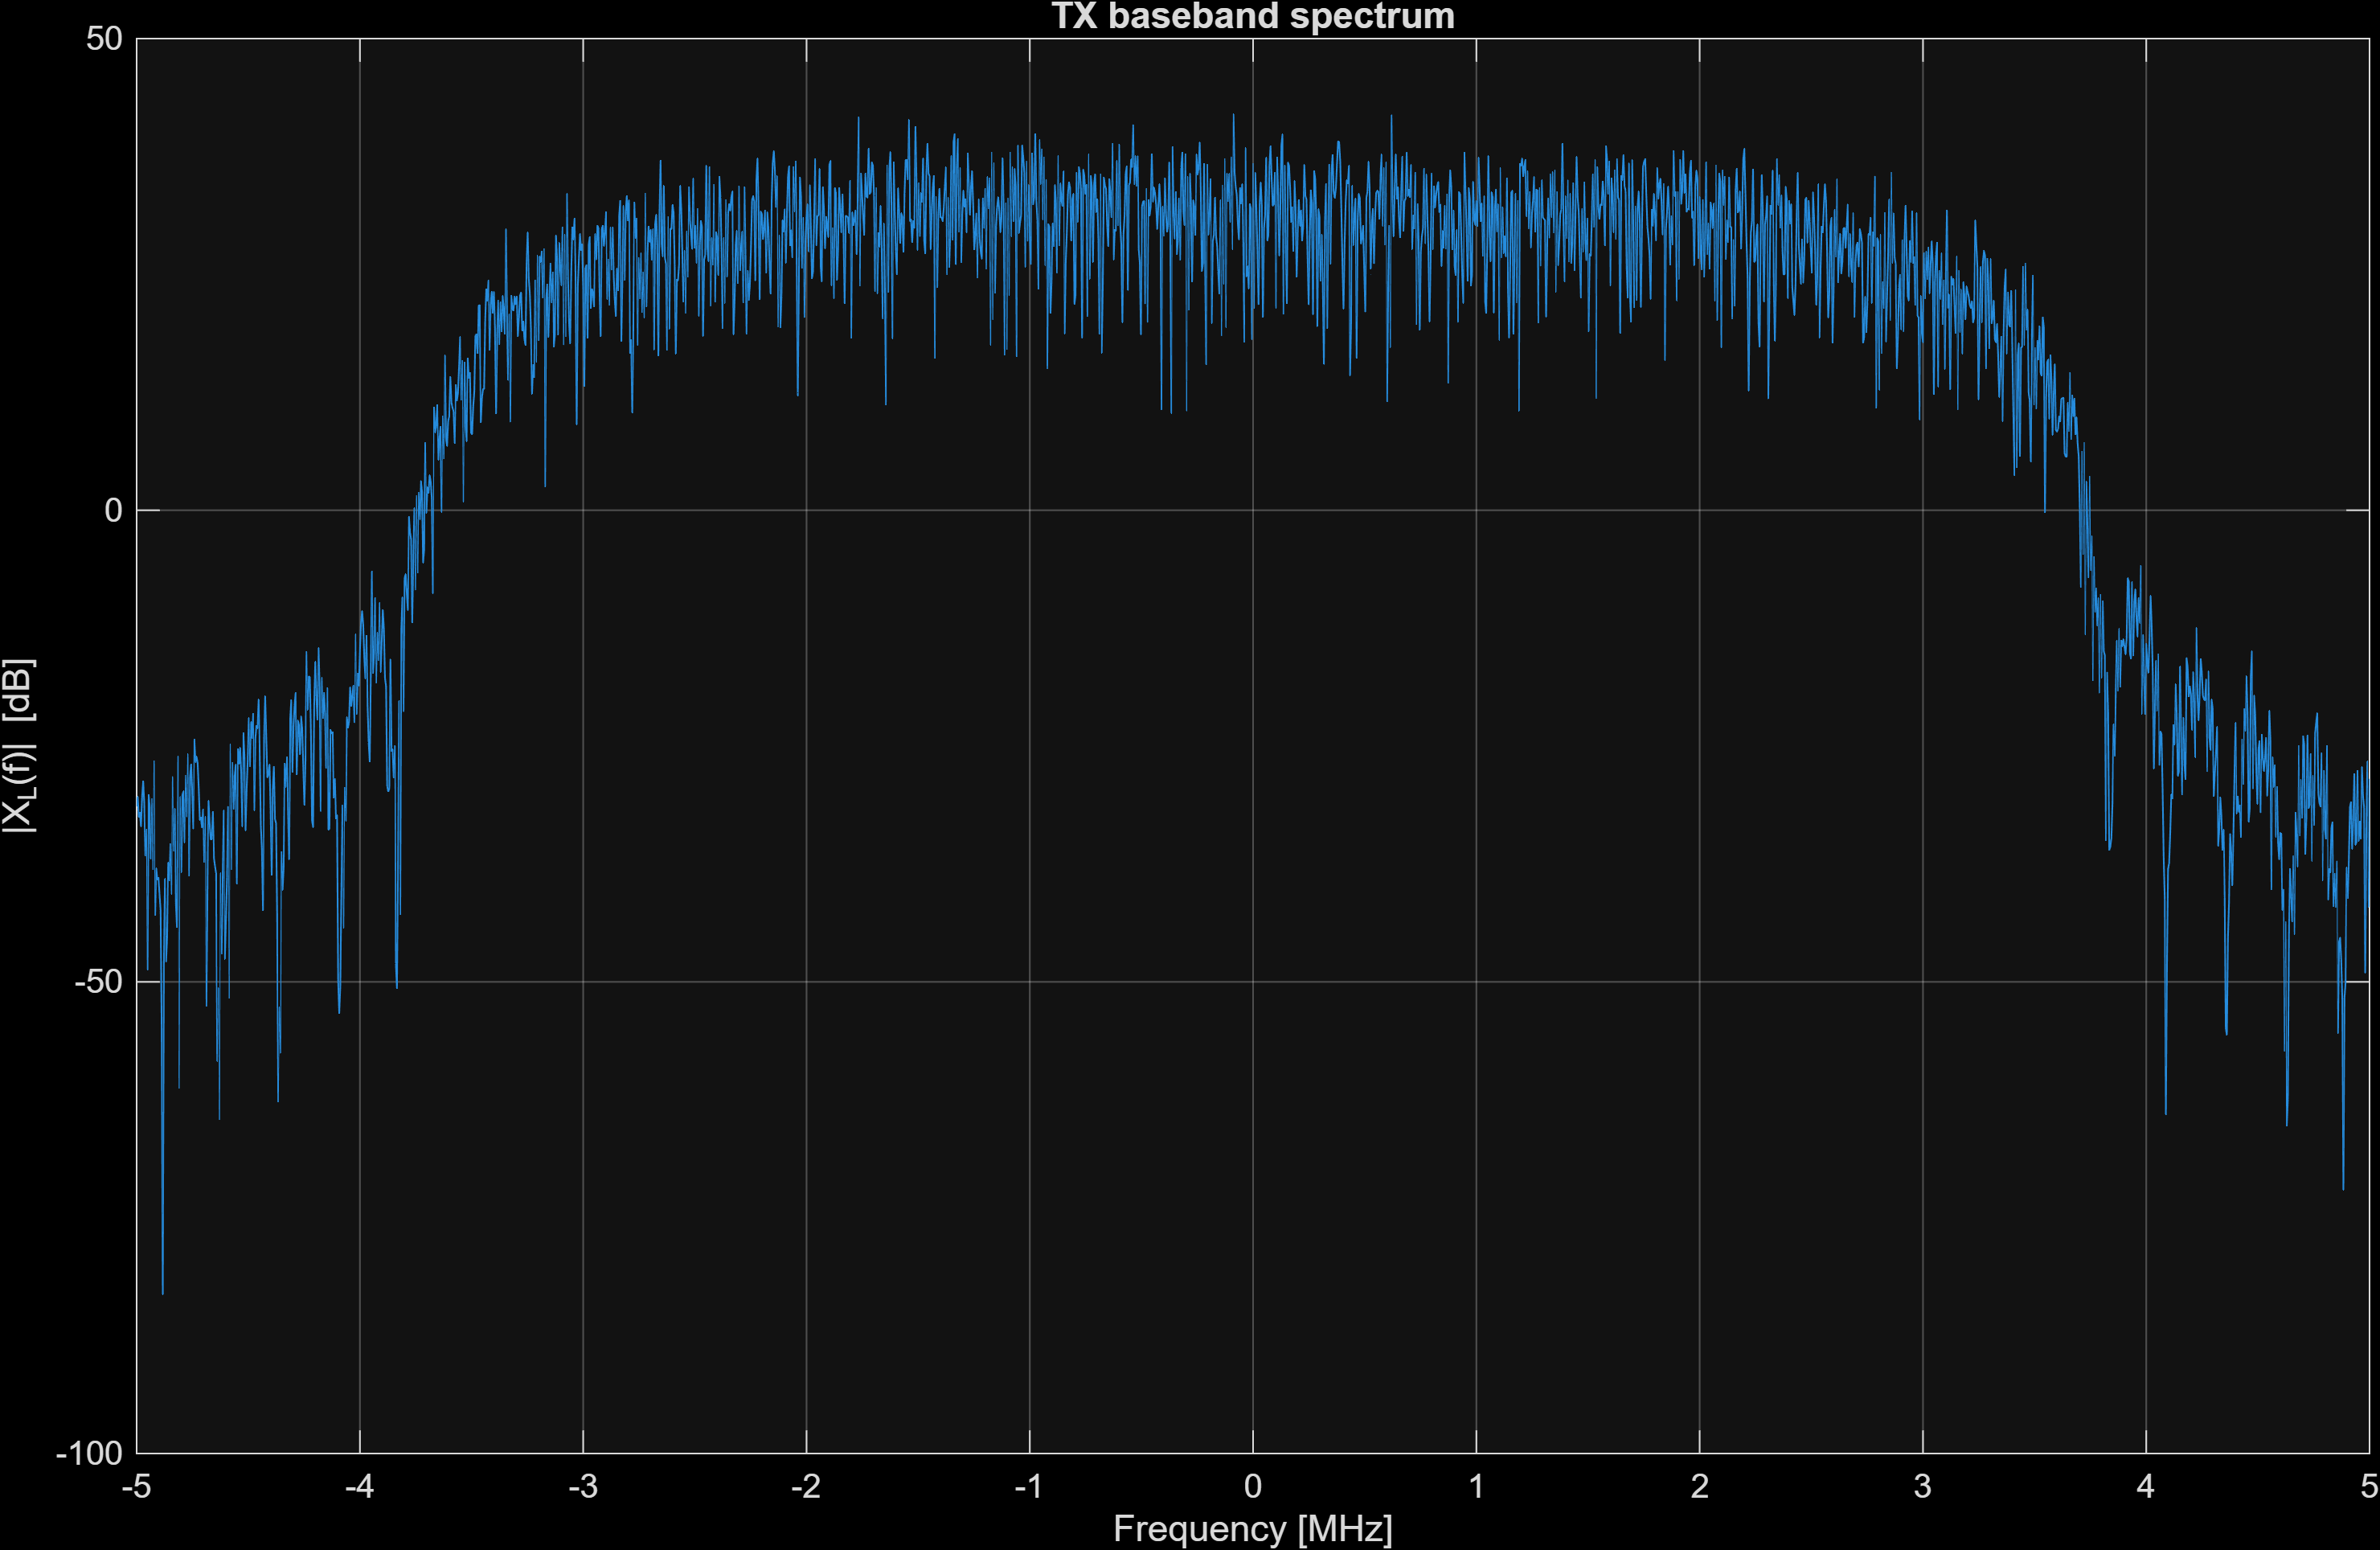 TX baseband spectrum
50
0
-50
-100
|X_L(f)| [dB]
-5 -4 -3 -2 -1 0 1 2 3 4 5
Frequency [MHz]